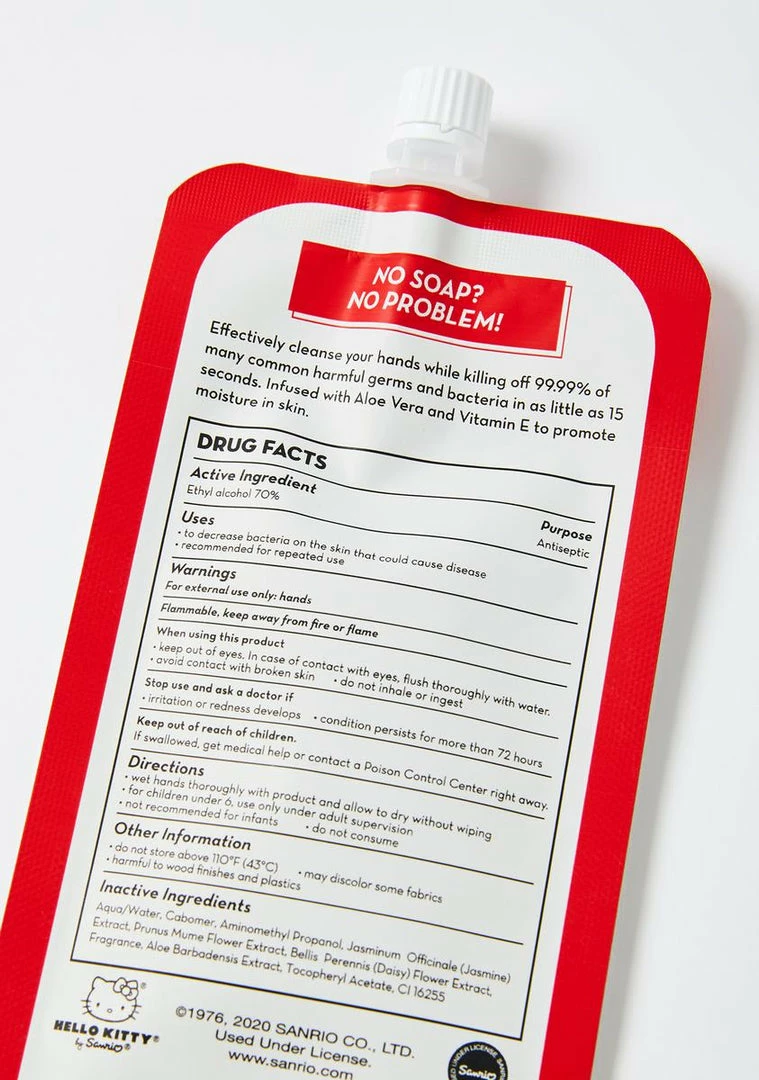 NO SOAP?
NO PROBLEM!
Effectively cleanse your hands while killing off 99.99% of
many common harmful germs and bacteria in as little as 15
seconds. Infused with Aloe Vera and Vitamin E to promote
moisture in skin.
DRUG FACTS
Active Ingredient
Purpose
Ethyl alcohol 70%
Antiseptic
Uses
• to decrease bacteria on the skin that could cause disease
• recommended for repeated use
Warnings
For external use only: hands
Flammable, keep away from fire or flame
When using this product
• keep out of eyes. In case of contact with eyes, flush thoroughly with water.
• avoid contact with broken skin • do not inhale or ingest
Stop use and ask a doctor if
• irritation or redness develops • condition persists for more than 72 hours
Keep out of reach of children.
If swallowed, get medical help or contact a Poison Control Center right away.
Directions
• wet hands thoroughly with product and allow to dry without wiping
• for children under 6, use only under adult supervision
• not recommended for infants • do not consume
Other Information
• do not store above 110°F (43°C) • may discolor some fabrics
• harmful to wood finishes and plastics
Inactive Ingredients
Aqua/Water, Cabomer, Aminomethyl Propanol, Jasminum Officinale (Jasmine)
Extract, Prunus Mume Flower Extract, Bellis Perennis (Daisy) Flower Extract,
Fragrance, Aloe Barbadensis Extract, Tocopheryl Acetate, CI 16255
HELLO KITTY®
by Sanrio®
©1976, 2020 SANRIO CO., LTD.
Used Under License.
www.sanrio.com
Sanrio